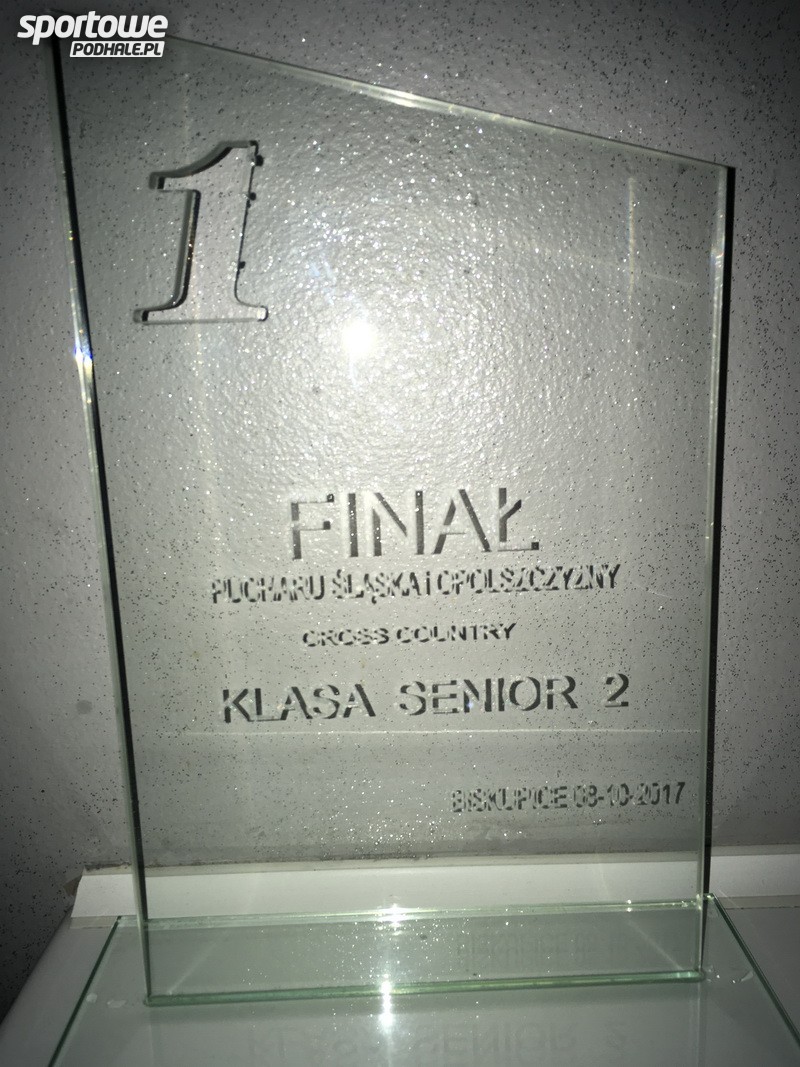 sportowe
PODHALE.PL
1
FINAŁ
PUCHARU ŚLĄSKA i OPOLSZCZYZNY
CROSS COUNTRY
KLASA SENIOR 2
BISKUPICE 08-10-2017